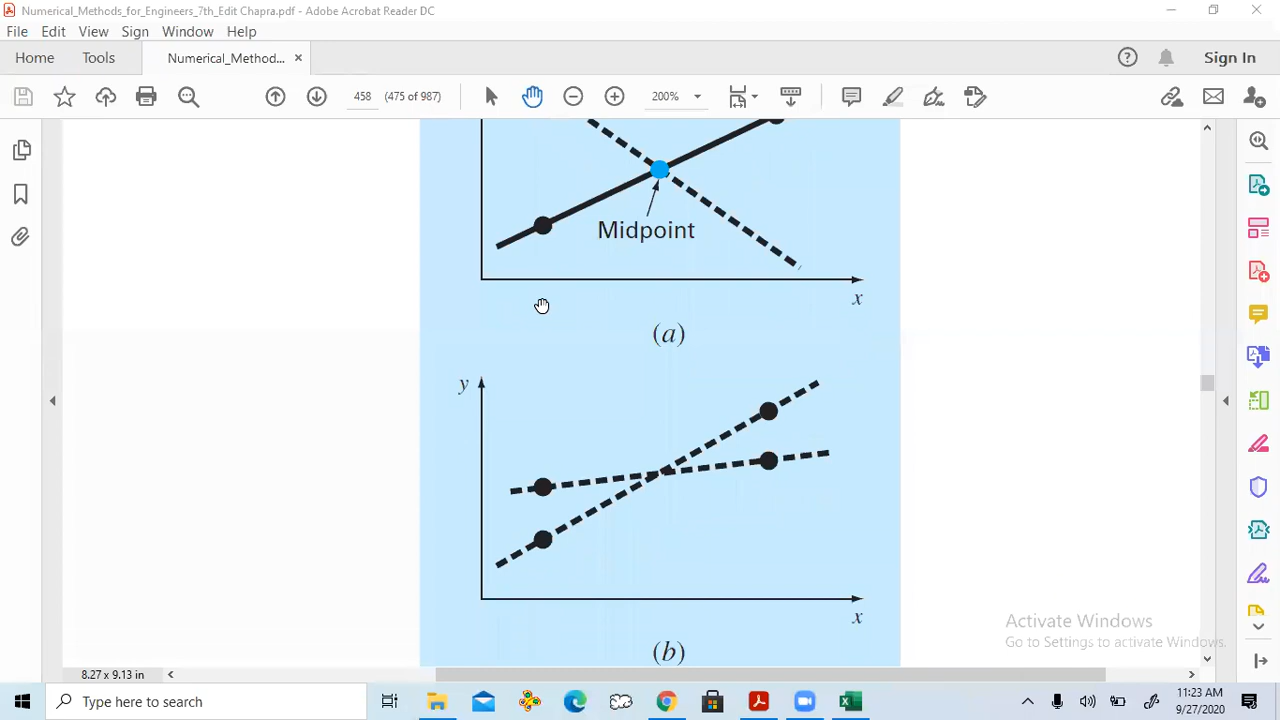 Numerical_Methods_for_Engineers_7th_Edit Chapra.pdf - Adobe Acrobat Reader DC
File Edit View Sign Window Help
Home Tools Numerical_Method... × Sign In
458 (475 of 987) 200%
Midpoint
x
(a)
y
x
(b)
Activate Windows
Go to Settings to activate Windows.
8.27 x 9.13 in
Type here to search
11:23 AM
9/27/2020